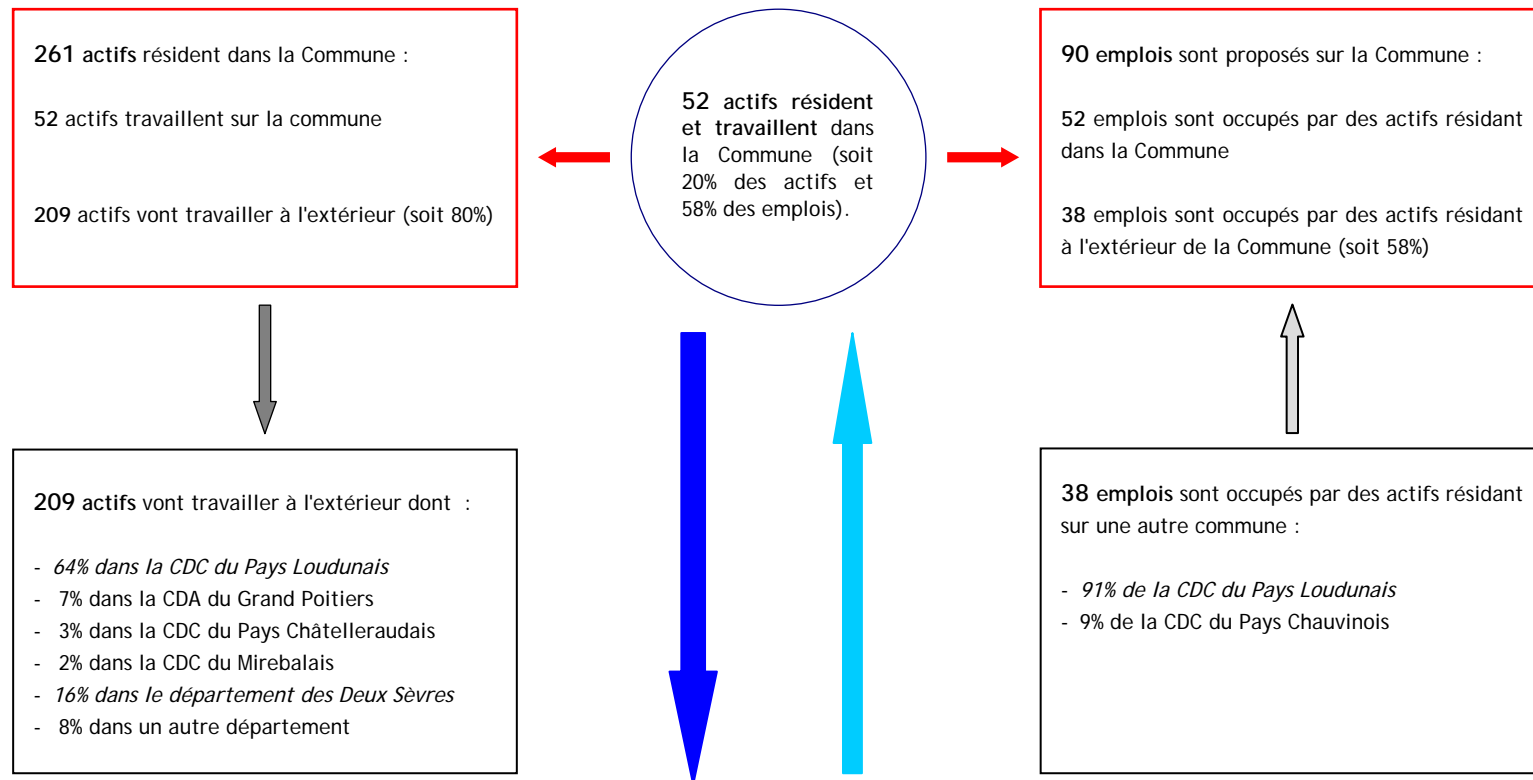 261 actifs résident dans la Commune :
52 actifs travaillent sur la commune
209 actifs vont travailler à l'extérieur (soit 80%)
52 actifs résident
et travaillent dans
la Commune (soit
20% des actifs et
58% des emplois).
90 emplois sont proposés sur la Commune :
52 emplois sont occupés par des actifs résidant
dans la Commune
38 emplois sont occupés par des actifs résidant
à l'extérieur de la Commune (soit 58%)
209 actifs vont travailler à l'extérieur dont :
- 64% dans la CDC du Pays Loudunais
- 7% dans la CDA du Grand Poitiers
- 3% dans la CDC du Pays Châtelleraudais
- 2% dans la CDC du Mirebalais
- 16% dans le département des Deux Sèvres
- 8% dans un autre département
38 emplois sont occupés par des actifs résidant
sur une autre commune :
- 91% de la CDC du Pays Loudunais
- 9% de la CDC du Pays Chauvinois